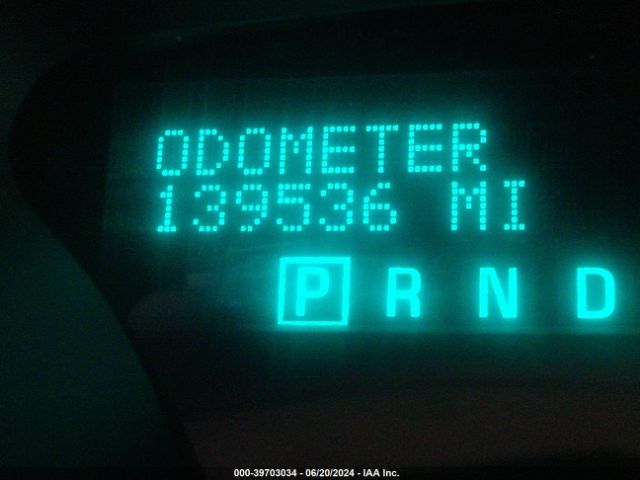 ODOMETER
139536 MI
P R N D
000-39703034 - 06/20/2024 - IAA Inc.